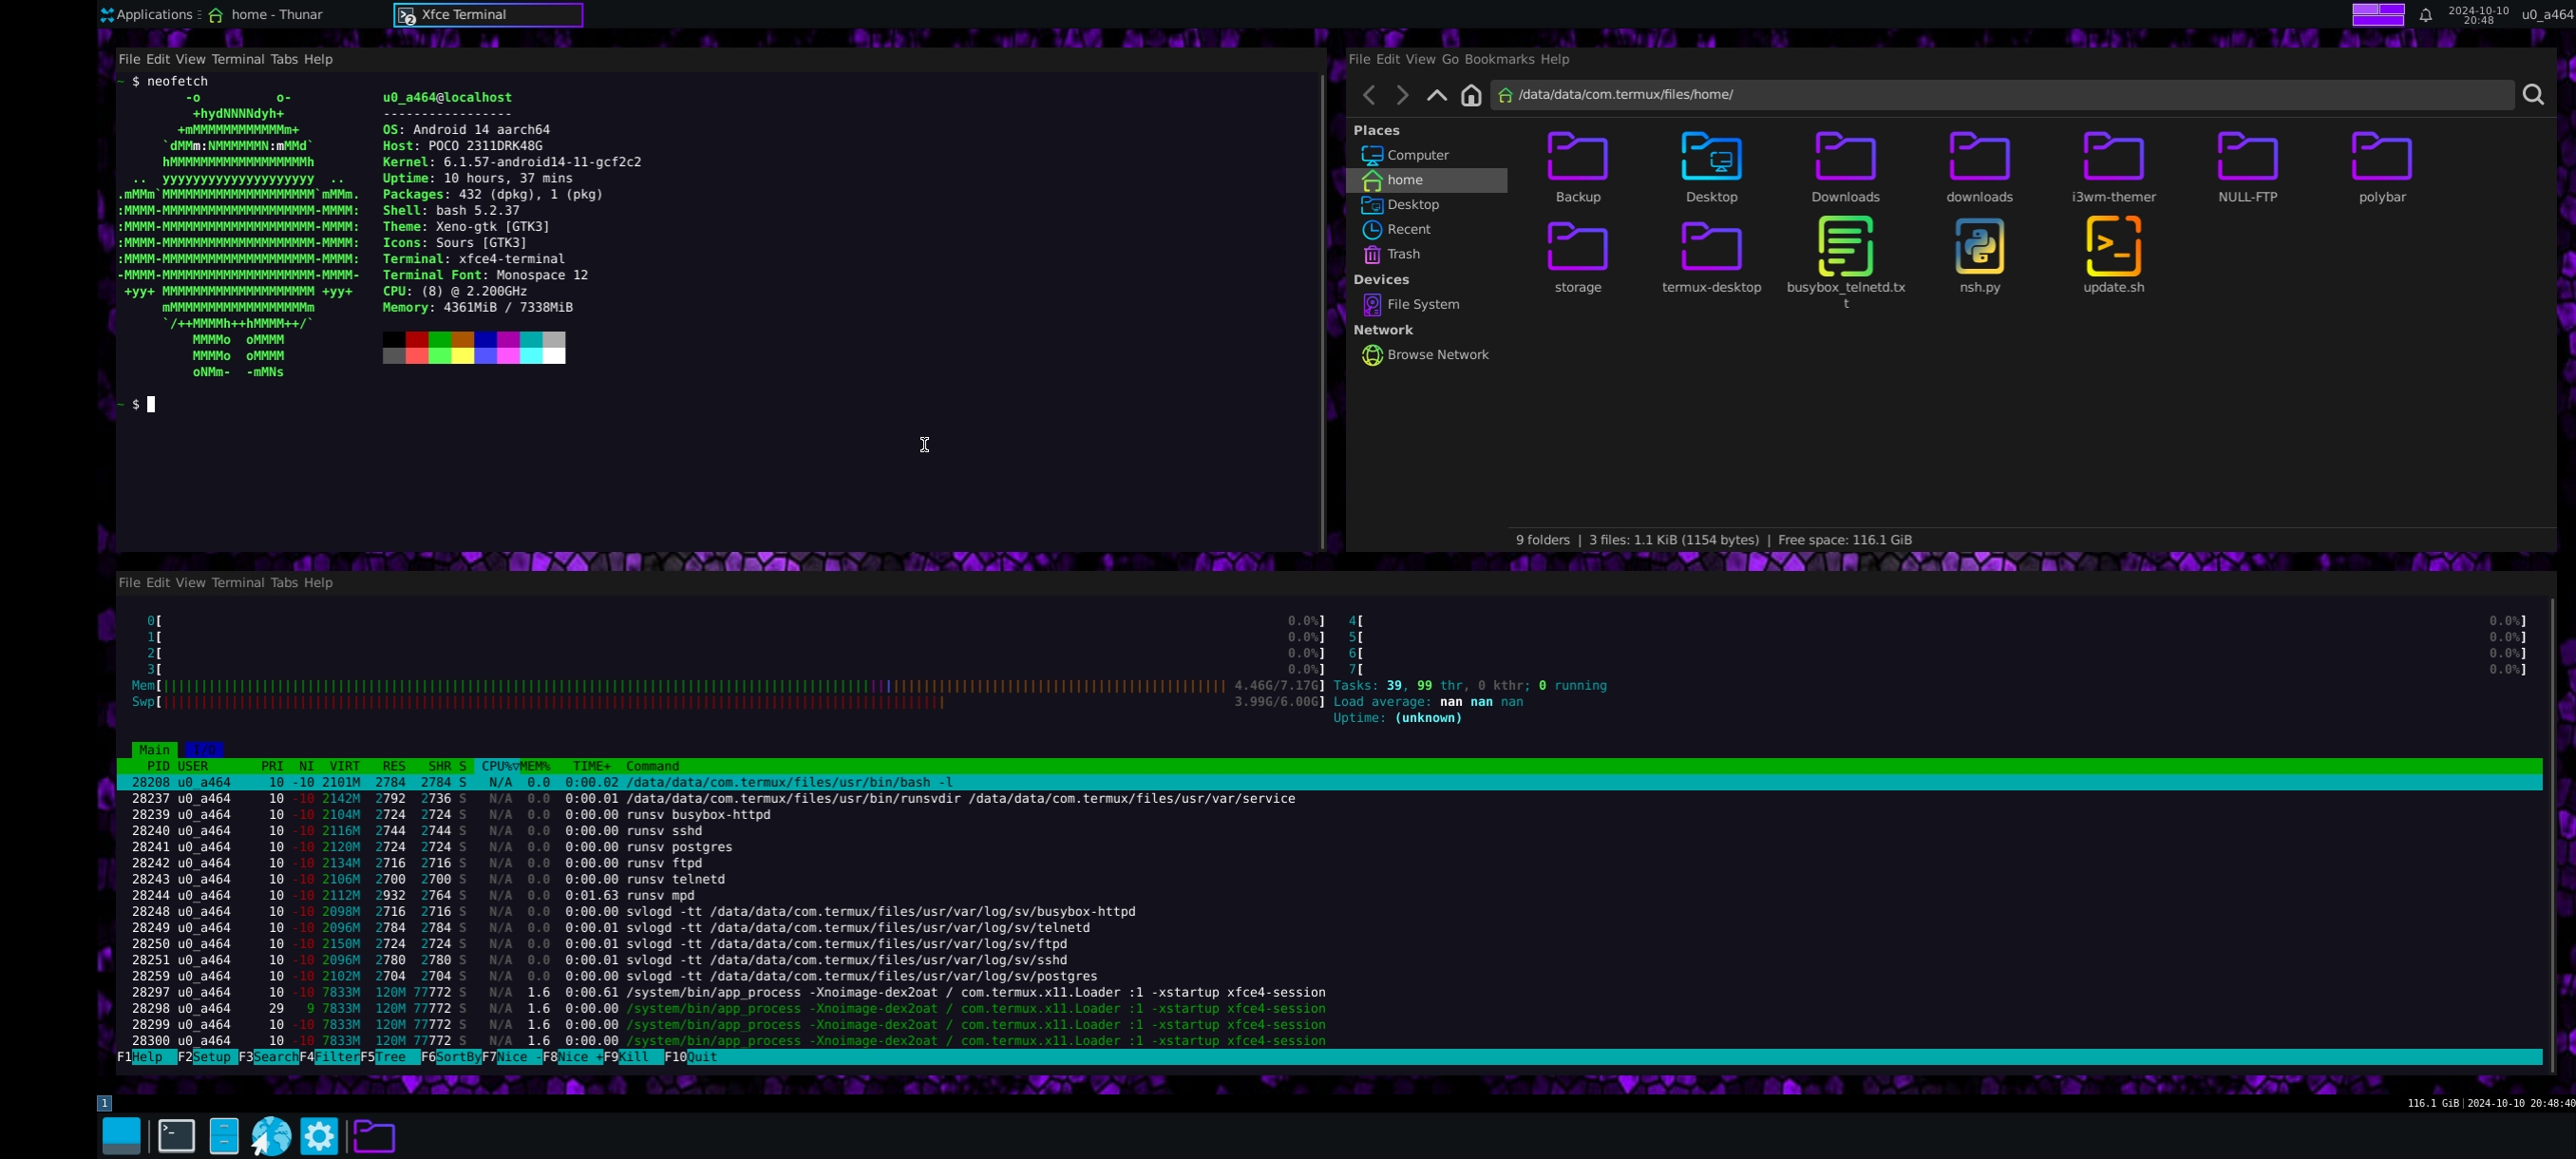 Applications home - Thunar Xfce Terminal 2024-10-10 20:48 u0_a464
File Edit View Terminal Tabs Help
~ $ neofetch
-o o- u0_a464@localhost
+hydNNNNdyh+ -----------------
+mMMMMMMMMMMMMm+ OS: Android 14 aarch64
`dMMm:NMMMMMMN:mMMd` Host: POCO 2311DRK48G
hMMMMMMMMMMMMMMMMMMh Kernel: 6.1.57-android14-11-gcf2c2
.. yyyyyyyyyyyyyyyyyyyy .. Uptime: 10 hours, 37 mins
.mMMm`MMMMMMMMMMMMMMMMMMMM`mMMm. Packages: 432 (dpkg), 1 (pkg)
:MMMM-MMMMMMMMMMMMMMMMMMMM-MMMM: Shell: bash 5.2.37
:MMMM-MMMMMMMMMMMMMMMMMMMM-MMMM: Theme: Xeno-gtk [GTK3]
:MMMM-MMMMMMMMMMMMMMMMMMMM-MMMM: Icons: Sours [GTK3]
:MMMM-MMMMMMMMMMMMMMMMMMMM-MMMM: Terminal: xfce4-terminal
-MMMM-MMMMMMMMMMMMMMMMMMMM-MMMM- Terminal Font: Monospace 12
+yy+ MMMMMMMMMMMMMMMMMMMM +yy+ CPU: (8) @ 2.200GHz
mMMMMMMMMMMMMMMMMMMm Memory: 4361MiB / 7338MiB
`/++MMMMh++hMMMM++/`
MMMMo oMMMM
MMMMo oMMMM
oNMm- -mMNs
~ $
File Edit View Go Bookmarks Help
/data/data/com.termux/files/home/
Places
Computer
home
Desktop
Recent
Trash
Devices
File System
Network
Browse Network
Backup Desktop Downloads downloads i3wm-themer NULL-FTP polybar
storage termux-desktop busybox_telnetd.tx nsh.py update.sh
t
9 folders | 3 files: 1.1 KiB (1154 bytes) | Free space: 116.1 GiB
File Edit View Terminal Tabs Help
0[ 0.0%] 4[ 0.0%]
1[ 0.0%] 5[ 0.0%]
2[ 0.0%] 6[ 0.0%]
3[ 0.0%] 7[ 0.0%]
Mem[ 4.46G/7.17G] Tasks: 39, 99 thr, 0 kthr; 0 running
Swp[ 3.99G/6.00G] Load average: nan nan nan
Uptime: (unknown)
Main I/O
PID USER PRI NI VIRT RES SHR S CPU%▽MEM% TIME+ Command
28208 u0_a464 10 -10 2101M 2784 2784 S N/A 0.0 0:00.02 /data/data/com.termux/files/usr/bin/bash -l
28237 u0_a464 10 -10 2142M 2792 2736 S N/A 0.0 0:00.01 /data/data/com.termux/files/usr/bin/runsvdir /data/data/com.termux/files/usr/var/service
28239 u0_a464 10 -10 2104M 2724 2724 S N/A 0.0 0:00.00 runsv busybox-httpd
28240 u0_a464 10 -10 2116M 2744 2744 S N/A 0.0 0:00.00 runsv sshd
28241 u0_a464 10 -10 2120M 2724 2724 S N/A 0.0 0:00.00 runsv postgres
28242 u0_a464 10 -10 2134M 2716 2716 S N/A 0.0 0:00.00 runsv ftpd
28243 u0_a464 10 -10 2106M 2700 2700 S N/A 0.0 0:00.00 runsv telnetd
28244 u0_a464 10 -10 2112M 2932 2764 S N/A 0.0 0:01.63 runsv mpd
28248 u0_a464 10 -10 2098M 2716 2716 S N/A 0.0 0:00.00 svlogd -tt /data/data/com.termux/files/usr/var/log/sv/busybox-httpd
28249 u0_a464 10 -10 2096M 2784 2784 S N/A 0.0 0:00.01 svlogd -tt /data/data/com.termux/files/usr/var/log/sv/telnetd
28250 u0_a464 10 -10 2150M 2724 2724 S N/A 0.0 0:00.01 svlogd -tt /data/data/com.termux/files/usr/var/log/sv/ftpd
28251 u0_a464 10 -10 2096M 2780 2780 S N/A 0.0 0:00.01 svlogd -tt /data/data/com.termux/files/usr/var/log/sv/sshd
28259 u0_a464 10 -10 2102M 2704 2704 S N/A 0.0 0:00.00 svlogd -tt /data/data/com.termux/files/usr/var/log/sv/postgres
28297 u0_a464 10 -10 7833M 120M 77772 S N/A 1.6 0:00.61 /system/bin/app_process -Xnoimage-dex2oat / com.termux.x11.Loader :1 -xstartup xfce4-session
28298 u0_a464 29 9 7833M 120M 77772 S N/A 1.6 0:00.00 /system/bin/app_process -Xnoimage-dex2oat / com.termux.x11.Loader :1 -xstartup xfce4-session
28299 u0_a464 10 -10 7833M 120M 77772 S N/A 1.6 0:00.00 /system/bin/app_process -Xnoimage-dex2oat / com.termux.x11.Loader :1 -xstartup xfce4-session
28300 u0_a464 10 -10 7833M 120M 77772 S N/A 1.6 0:00.00 /system/bin/app_process -Xnoimage-dex2oat / com.termux.x11.Loader :1 -xstartup xfce4-session
F1Help F2Setup F3SearchF4FilterF5Tree F6SortByF7Nice -F8Nice +F9Kill F10Quit
1
116.1 GiB|2024-10-10 20:48:40